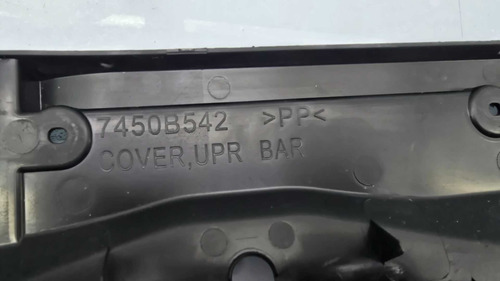 7450B542 >PP<
COVER,UPR BAR